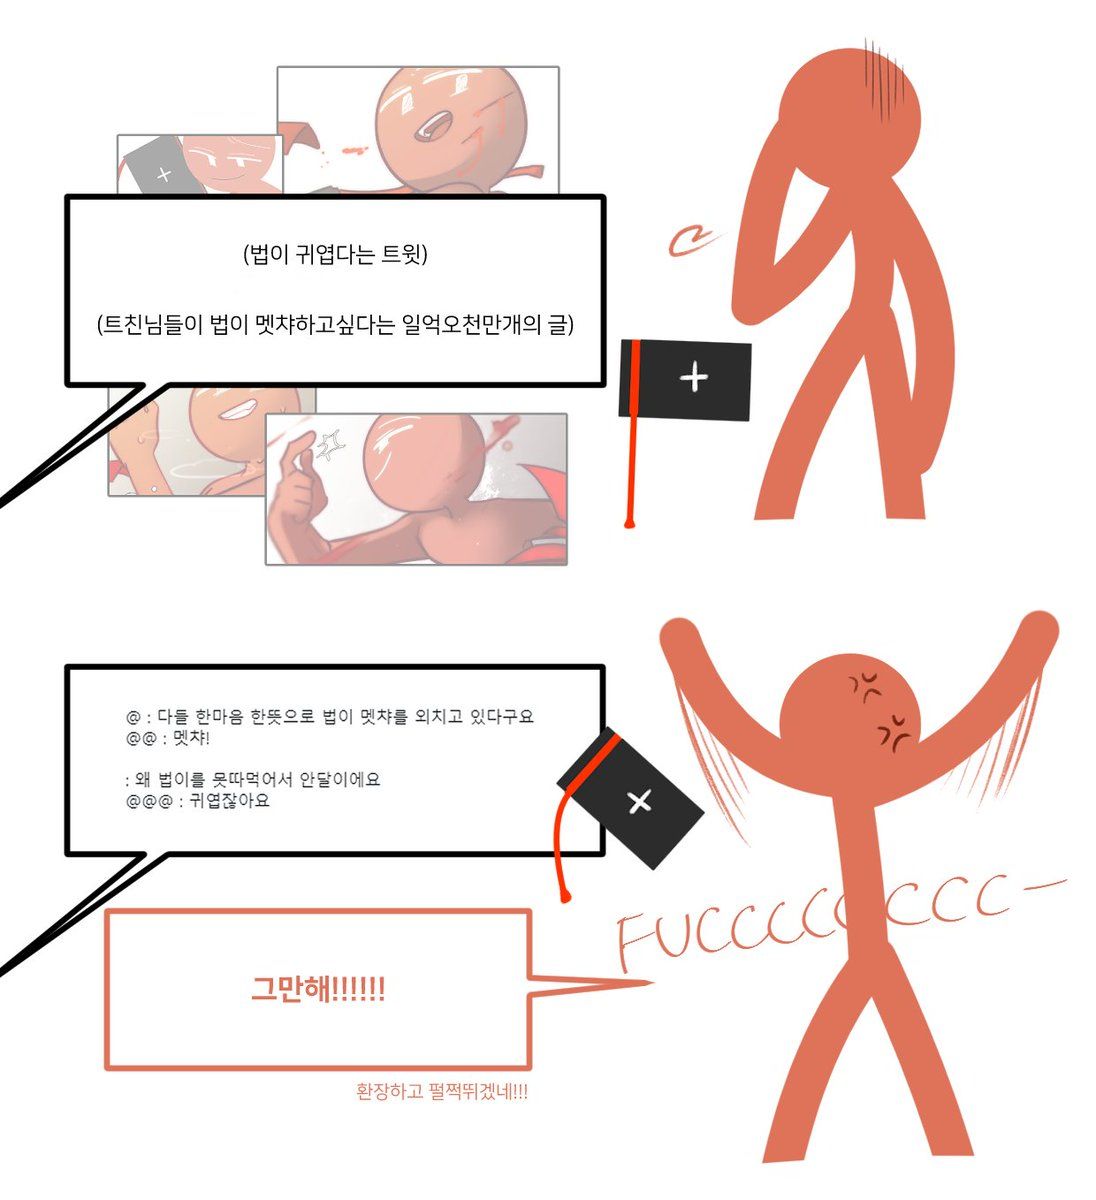 (법이 귀엽다는 트윗)
(트친님들이 법이 멧챠하고싶다는 일억오천만개의 글)
@ : 다들 한마음 한뜻으로 법이 멧챠를 외치고 있다구요
@@ : 멧챠!
: 왜 법이를 못따먹어서 안달이에요
@@@ : 귀엽잖아요
FUCCCCCCCCC—
그만해!!!!!!
환장하고 펄쩍뛰겠네!!!